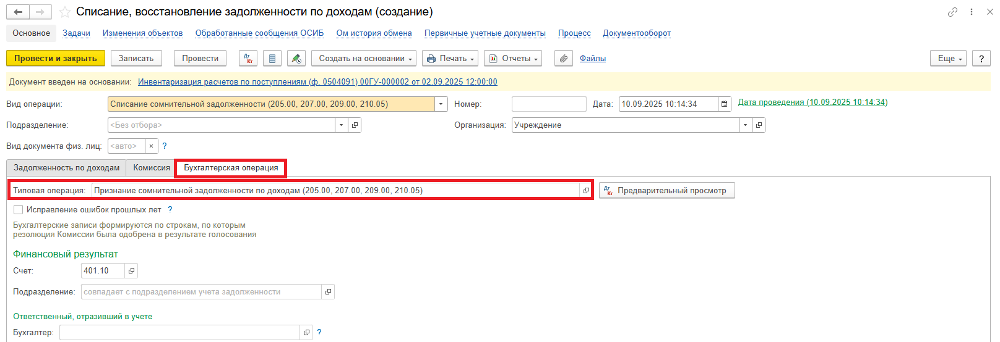 Списание, восстановление задолженности по доходам (создание)
Основное Задачи Изменения объектов Обработанные сообщения ОСИБ Ом история обмена Первичные учетные документы Процесс Документооборот
Провести и закрыть Записать Провести Дт Кт Создать на основании Печать Отчеты Файлы Еще ?
Документ введен на основании: Инвентаризация расчетов по поступлениям (ф. 0504091) 00ГУ-000002 от 02.09.2025 12:00:00
Вид операции: Списание сомнительной задолженности (205.00, 207.00, 209.00, 210.05) Номер: Дата: 10.09.2025 10:14:34 Дата проведения (10.09.2025 10:14:34)
Подразделение: <Без отбора> Организация: Учреждение
Вид документа физ. лиц: <авто> × ?
Задолженность по доходам Комиссия Бухгалтерская операция
Типовая операция: Признание сомнительной задолженности по доходам (205.00, 207.00, 209.00, 210.05) Дт Кт Предварительный просмотр
Исправление ошибок прошлых лет ?
Бухгалтерские записи формируются по строкам, по которым
резолюция Комиссии была одобрена в результате голосования
Финансовый результат
Счет: 401.10
Подразделение: совпадает с подразделением учета задолженности
Ответственный, отразивший в учете
Бухгалтер: ?